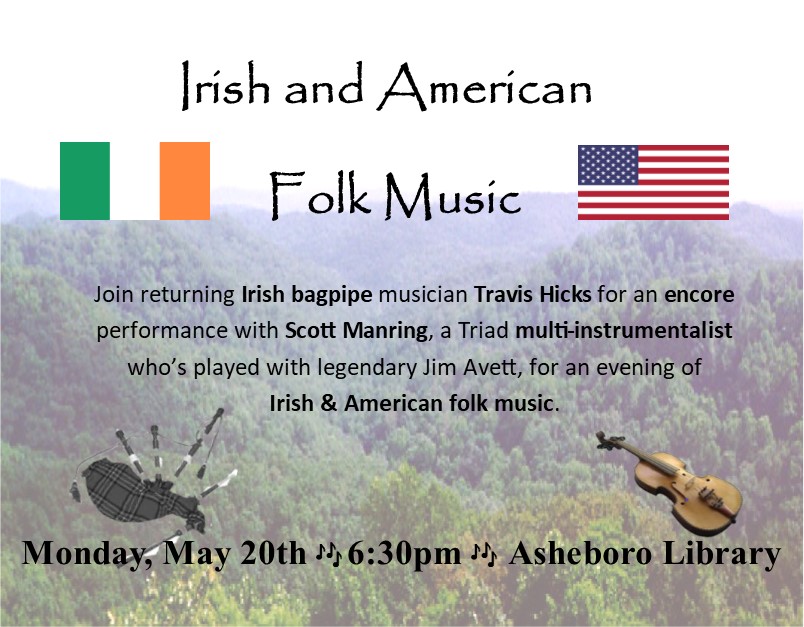 Irish and American
Folk Music
Join returning Irish bagpipe musician Travis Hicks for an encore
performance with Scott Manring, a Triad multi-instrumentalist
who’s played with legendary Jim Avett, for an evening of
Irish & American folk music.
Monday, May 20th 🎶 6:30pm 🎶 Asheboro Library